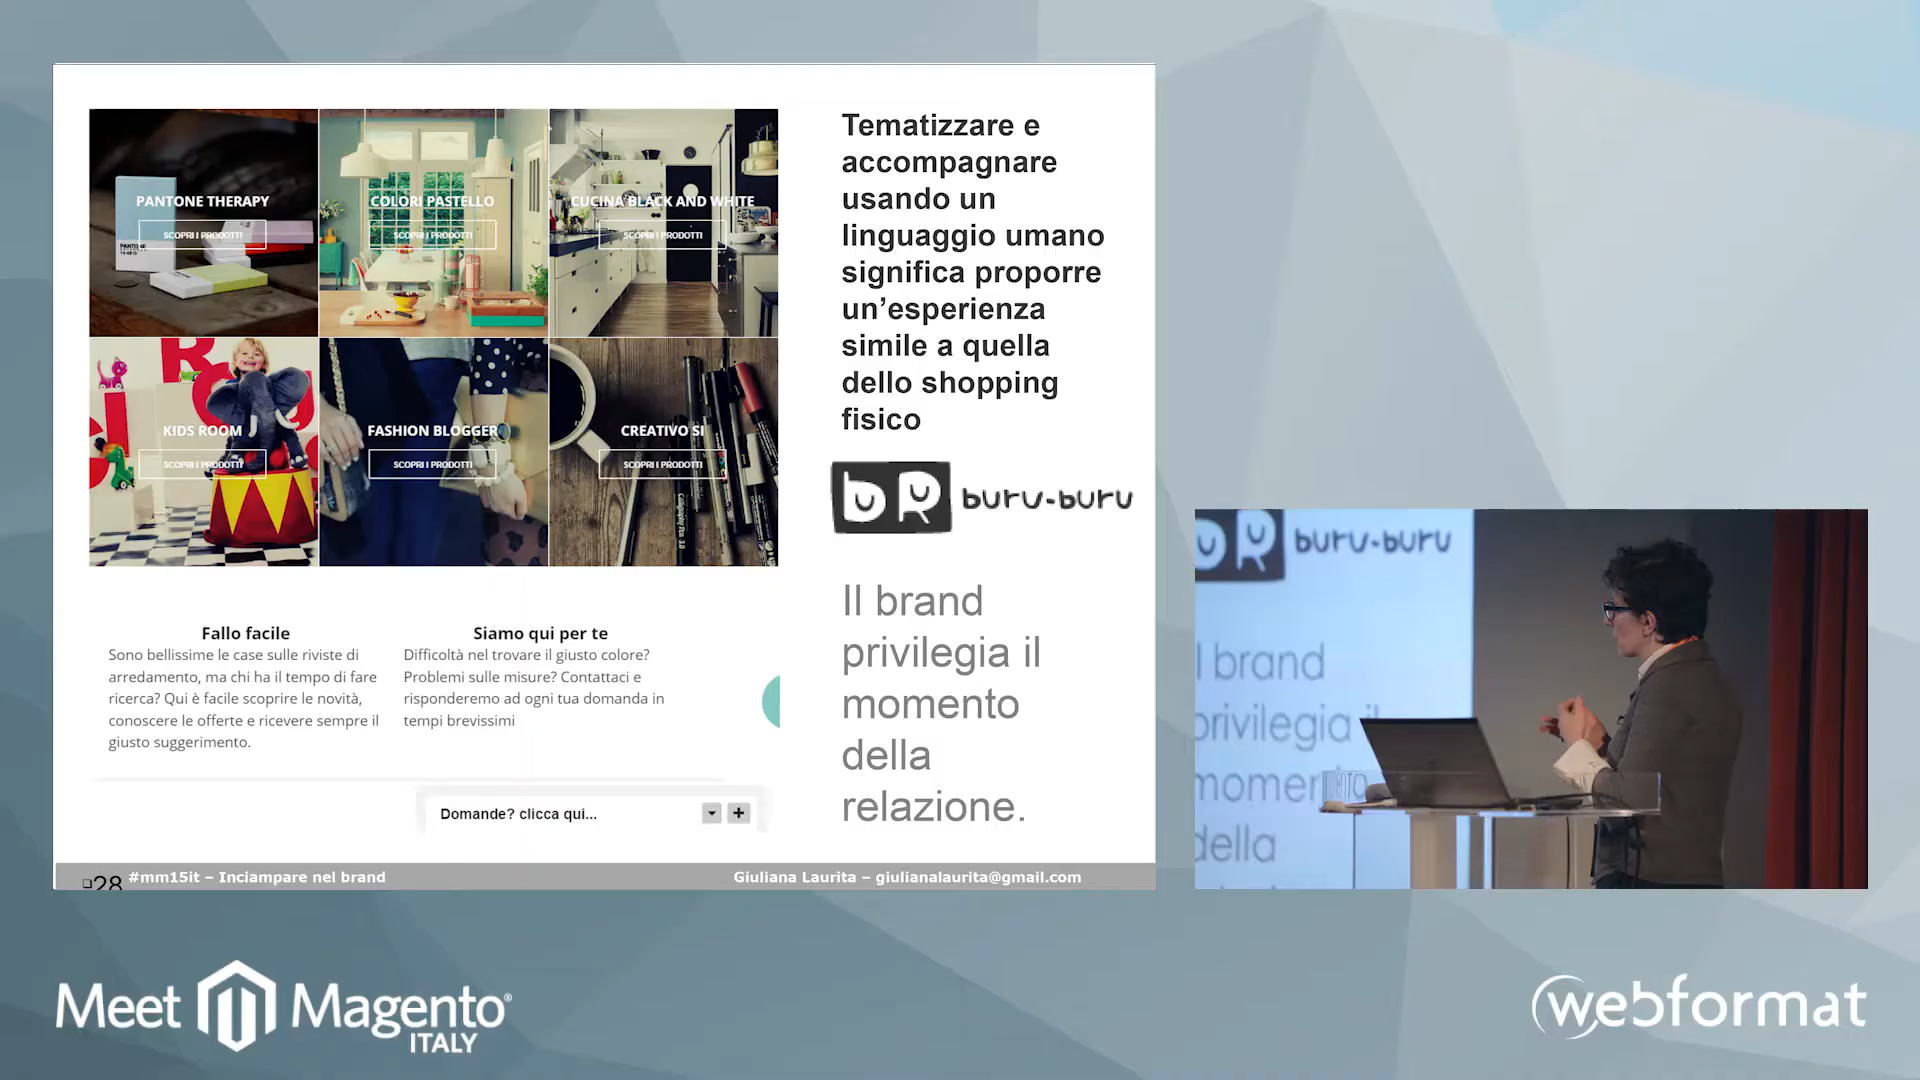 PANTONE THERAPY
SCOPRI I PRODOTTI
COLORI PASTELLO
SCOPRI I PRODOTTI
CUCINA BLACK AND WHITE
SCOPRI I PRODOTTI
KIDS ROOM
SCOPRI I PRODOTTI
FASHION BLOGGER
SCOPRI I PRODOTTI
CREATIVO SI
SCOPRI I PRODOTTI
Tematizzare e
accompagnare
usando un
linguaggio umano
significa proporre
un’esperienza
simile a quella
dello shopping
fisico
bR buru-buru
Il brand
privilegia il
momento
della
relazione.
Fallo facile
Sono bellissime le case sulle riviste di
arredamento, ma chi ha il tempo di fare
ricerca? Qui è facile scoprire le novità,
conoscere le offerte e ricevere sempre il
giusto suggerimento.
Siamo qui per te
Difficoltà nel trovare il giusto colore?
Problemi sulle misure? Contattaci e
risponderemo ad ogni tua domanda in
tempi brevissimi
Domande? clicca qui...
28
#mm15it – Inciampare nel brand
Giuliana Laurita – giulianalaurita@gmail.com
buru-buru
brand
privilegia
della
Meet Magento®
ITALY
webformat